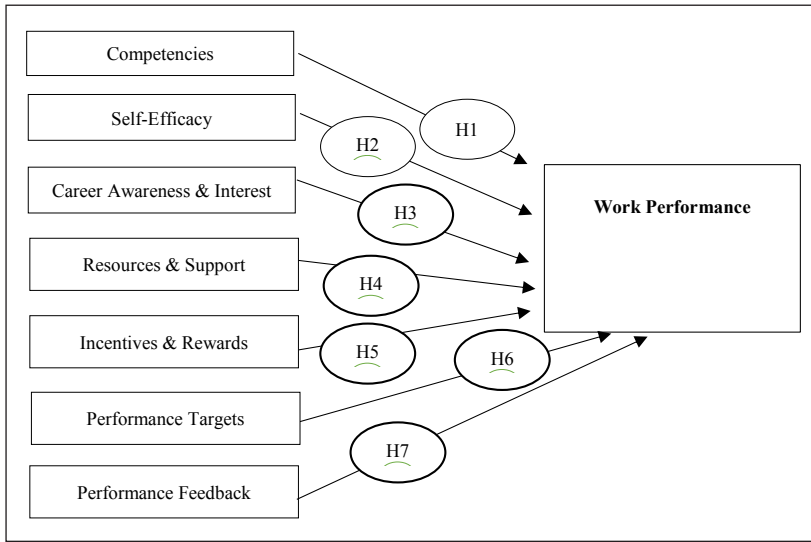 Competencies
H1
Self-Efficacy
H2
Career Awareness & Interest
H3
Work Performance
Resources & Support
H4
Incentives & Rewards
H5
H6
Performance Targets
H7
Performance Feedback